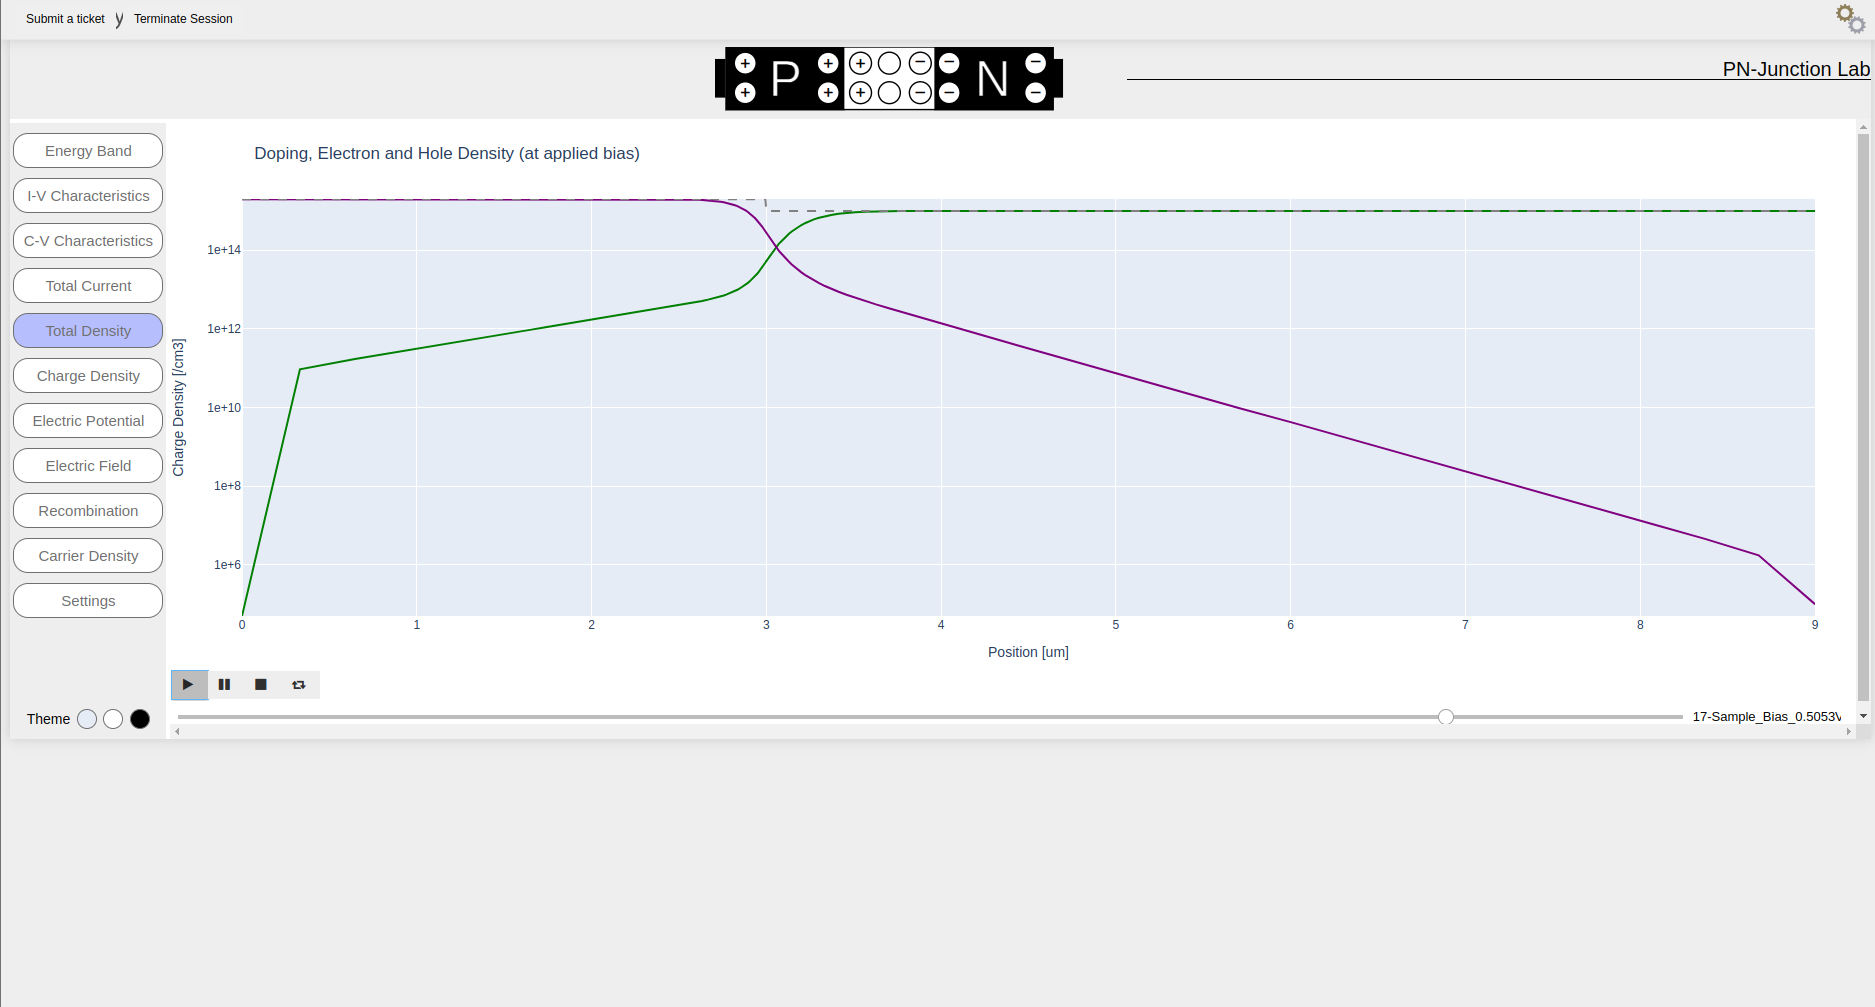 Submit a ticket y Terminate Session
+ P + + − − N −
+ + + − − −
PN-Junction Lab
Energy Band
I-V Characteristics
C-V Characteristics
Total Current
Total Density
Charge Density
Electric Potential
Electric Field
Recombination
Carrier Density
Settings
Theme
Doping, Electron and Hole Density (at applied bias)
Charge Density [/cm3]
1e+14
1e+12
1e+10
1e+8
1e+6
0 1 2 3 4 5 6 7 8 9
Position [um]
17-Sample_Bias_0.5053V